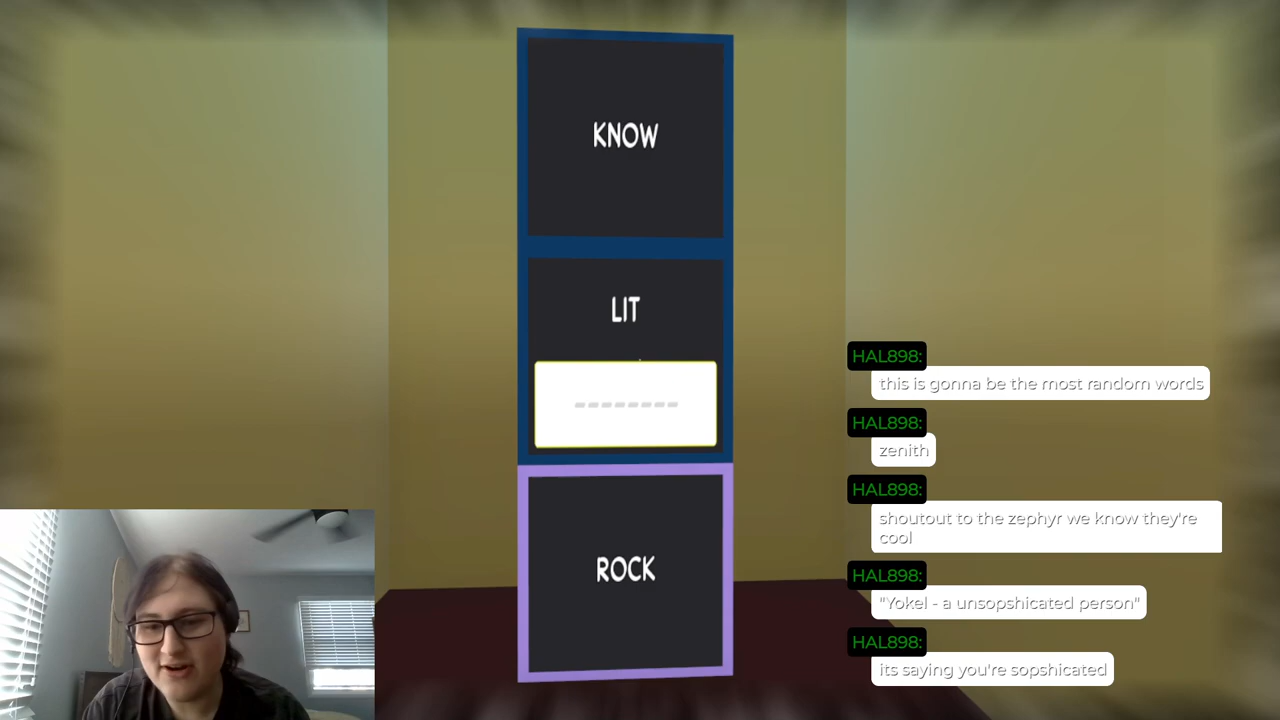 KNOW
LIT
--------
ROCK
HAL898:
this is gonna be the most random words
HAL898:
zenith
HAL898:
shoutout to the zephyr we know they're
cool
HAL898:
"Yokel - a unsopshicated person"
HAL898:
its saying you're sopshicated